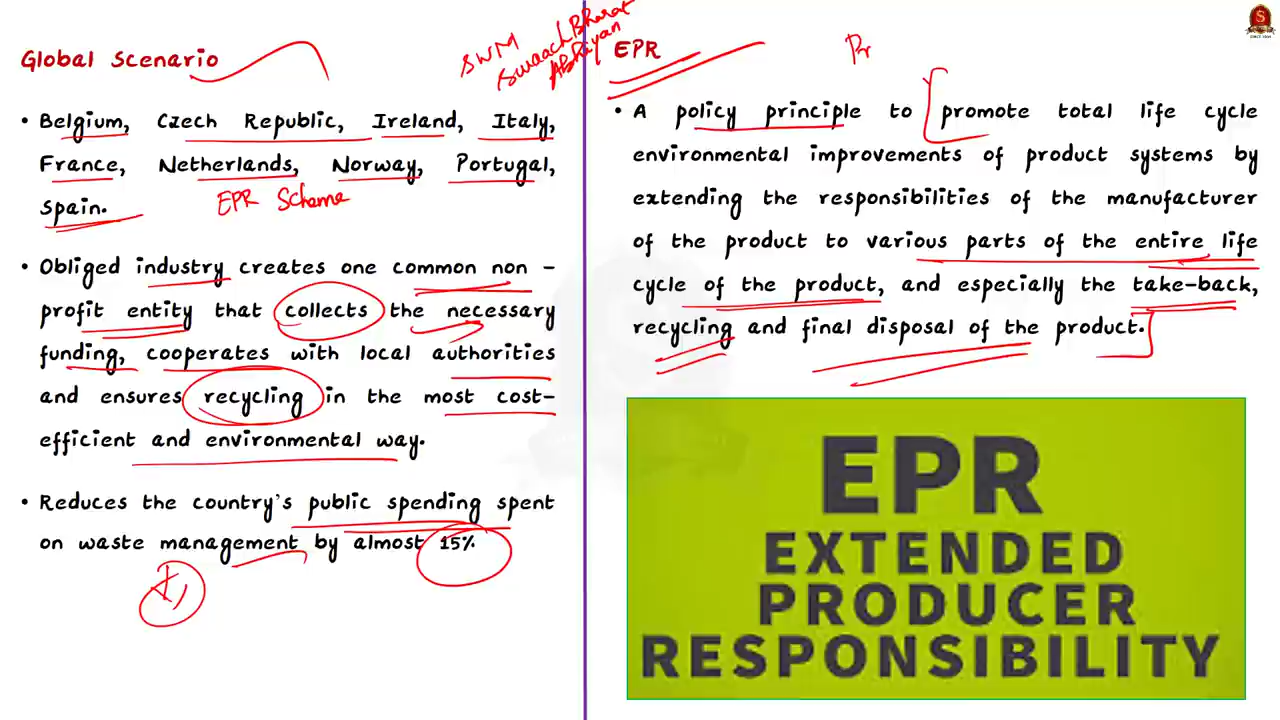 Global Scenario
SWM
Swaach Bharat
Abhiyan
• Belgium, Czech Republic, Ireland, Italy,
France, Netherlands, Norway, Portugal,
Spain.
EPR Scheme
• Obliged industry creates one common non -
profit entity that collects the necessary
funding, cooperates with local authorities
and ensures recycling in the most cost-
efficient and environmental way.
• Reduces the country's public spending spent
on waste management by almost 15%
EPR
Pr
• A policy principle to promote total life cycle
environmental improvements of product systems by
extending the responsibilities of the manufacturer
of the product to various parts of the entire life
cycle of the product, and especially the take-back,
recycling and final disposal of the product.
EPR
EXTENDED
PRODUCER
RESPONSIBILITY